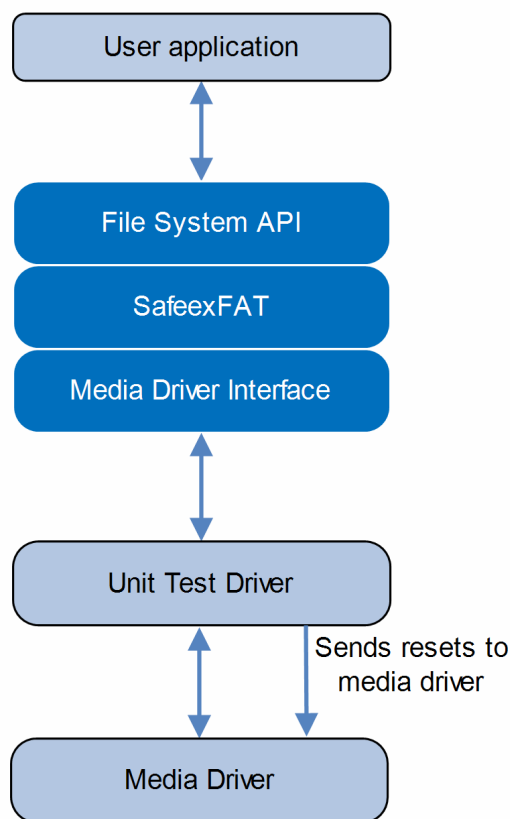 User application
File System API
SafeexFAT
Media Driver Interface
Unit Test Driver
Sends resets to
media driver
Media Driver